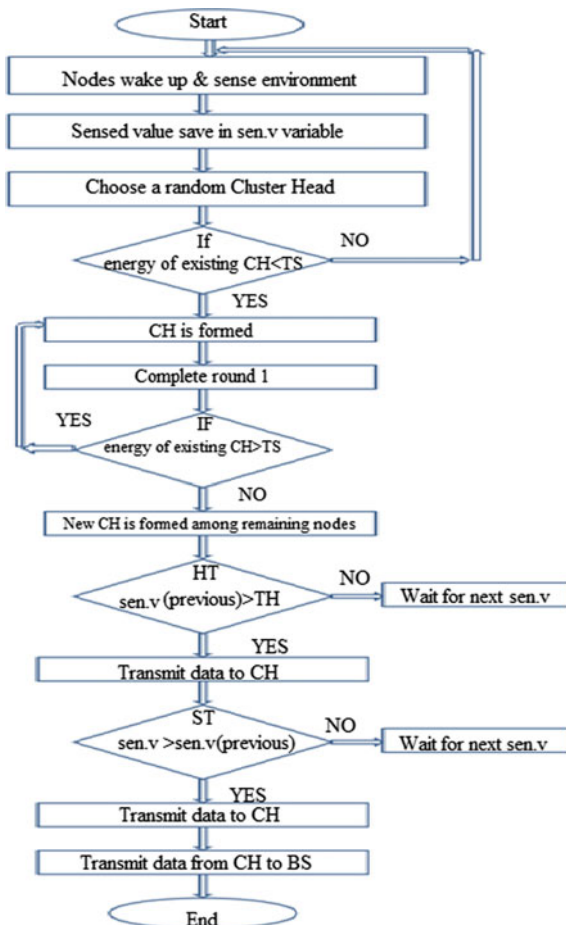 Start
Nodes wake up & sense environment
Sensed value save in sen.v variable
Choose a random Cluster Head
If
energy of existing CH<TS
NO
YES
CH is formed
Complete round 1
YES
IF
energy of existing CH>TS
NO
New CH is formed among remaining nodes
HT
sen.v (previous)>TH
NO
Wait for next sen.v
YES
Transmit data to CH
ST
sen.v >sen.v(previous)
NO
Wait for next sen.v
YES
Transmit data to CH
Transmit data from CH to BS
End